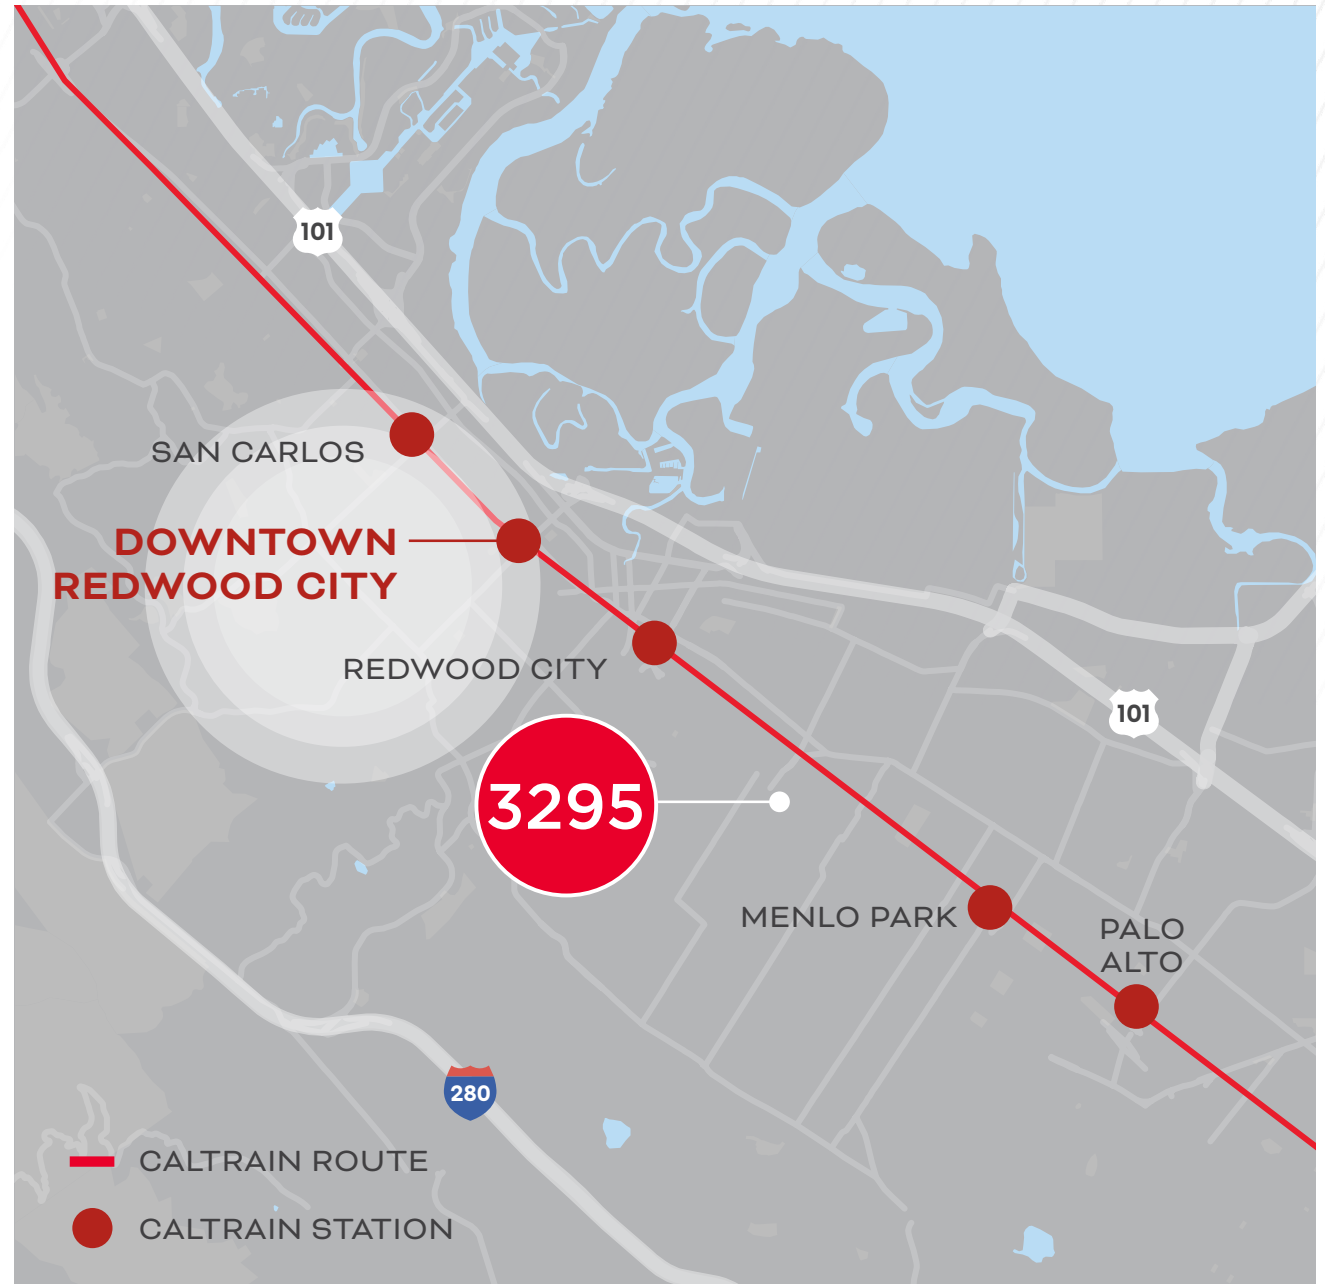 101
SAN CARLOS
DOWNTOWN
REDWOOD CITY
REDWOOD CITY
101
3295
MENLO PARK
PALO
ALTO
280
CALTRAIN ROUTE
CALTRAIN STATION